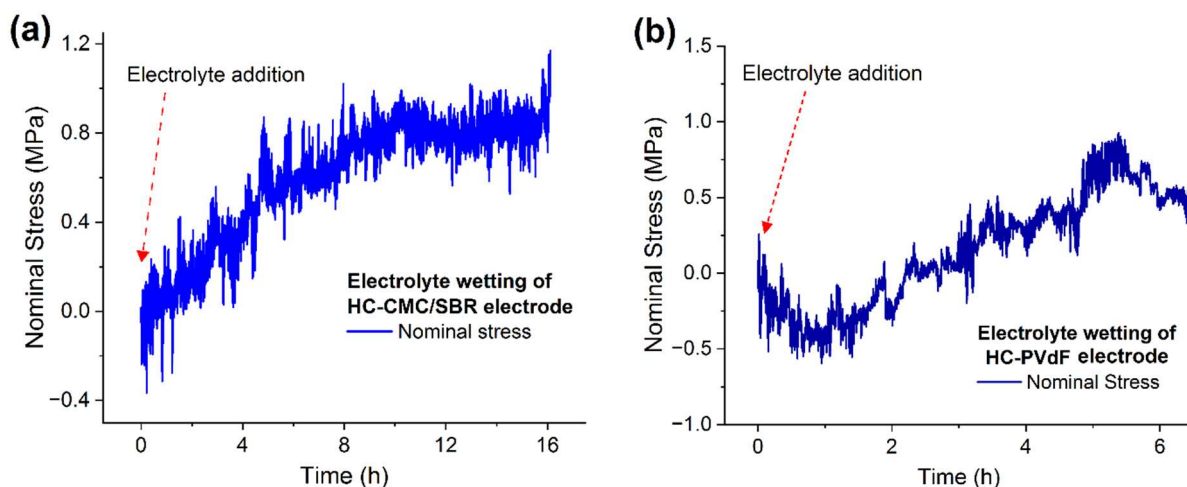 (a)
1.2
0.8
0.4
0.0
−0.4
Nominal Stress (MPa)
Electrolyte addition
Electrolyte wetting of
HC-CMC/SBR electrode
Nominal stress
0 4 8 12 16
Time (h)
(b)
1.5
1.0
0.5
0.0
−0.5
−1.0
Nominal Stress (MPa)
Electrolyte addition
Electrolyte wetting of
HC-PVdF electrode
Nominal Stress
0 2 4 6
Time (h)